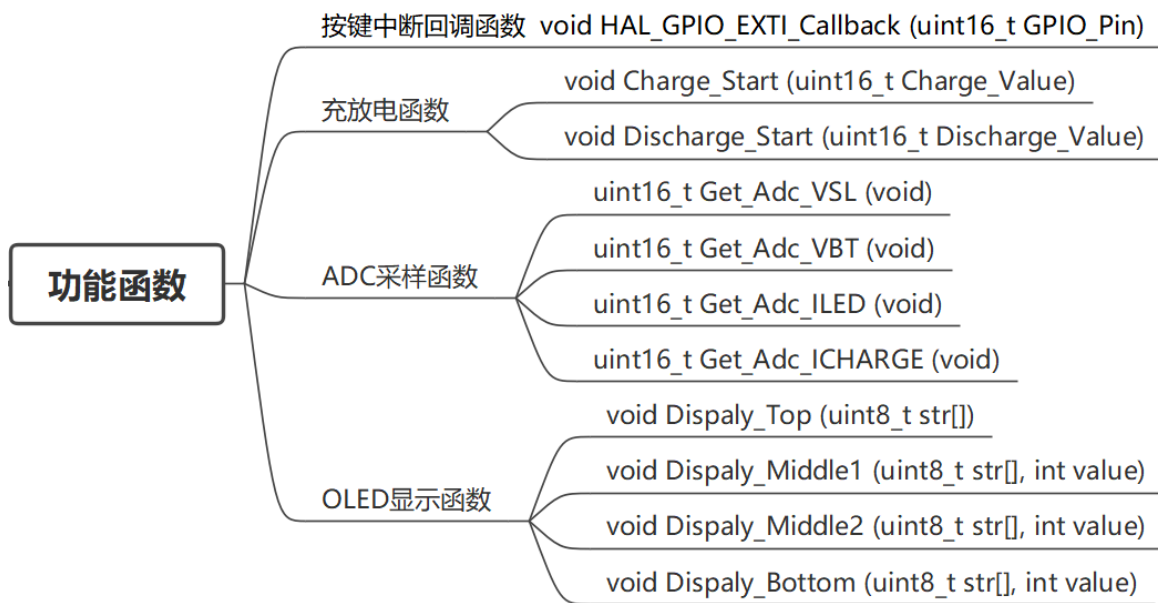 按键中断回调函数 void HAL_GPIO_EXTI_Callback (uint16_t GPIO_Pin)
void Charge_Start (uint16_t Charge_Value)
充放电函数
void Discharge_Start (uint16_t Discharge_Value)
uint16_t Get_Adc_VSL (void)
uint16_t Get_Adc_VBT (void)
功能函数
ADC采样函数
uint16_t Get_Adc_ILED (void)
uint16_t Get_Adc_ICHARGE (void)
void Dispaly_Top (uint8_t str[])
void Dispaly_Middle1 (uint8_t str[], int value)
OLED显示函数
void Dispaly_Middle2 (uint8_t str[], int value)
void Dispaly_Bottom (uint8_t str[], int value)